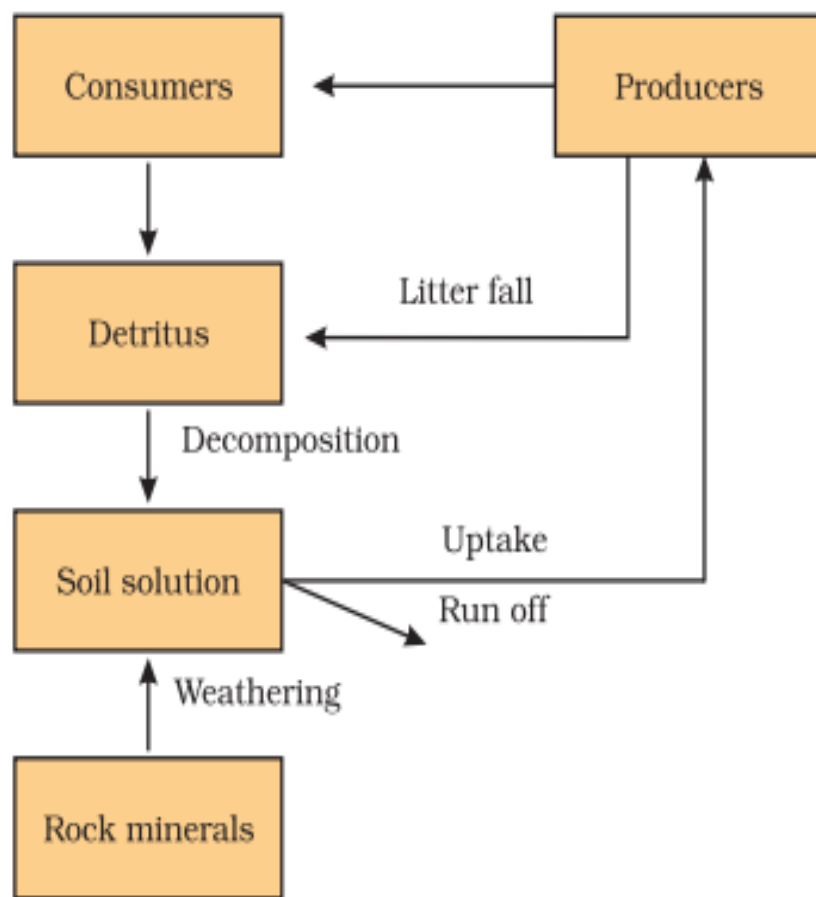 Consumers
Producers
Litter fall
Detritus
Decomposition
Uptake
Soil solution
Run off
Weathering
Rock minerals